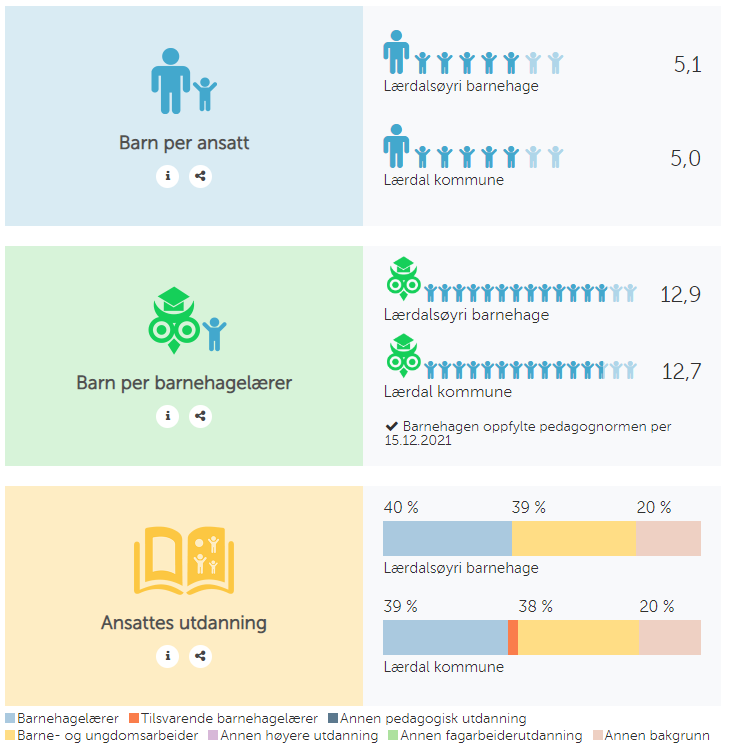 Barn per ansatt
5,1
Lærdalsøyri barnehage
5,0
Lærdal kommune
Barn per barnehagelærer
12,9
Lærdalsøyri barnehage
12,7
Lærdal kommune
Barnehagen oppfylte pedagognormen per
15.12.2021
Ansattes utdanning
40 % 39 % 20 %
Lærdalsøyri barnehage
39 % 38 % 20 %
Lærdal kommune
Barnehagelærer Tilsvarende barnehagelærer Annen pedagogisk utdanning
Barne- og ungdomsarbeider Annen høyere utdanning Annen fagarbeiderutdanning Annen bakgrunn